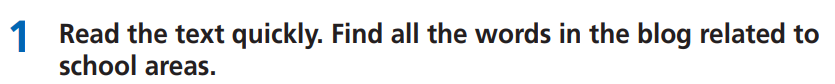 1 Read the text quickly. Find all the words in the blog related to
school areas.